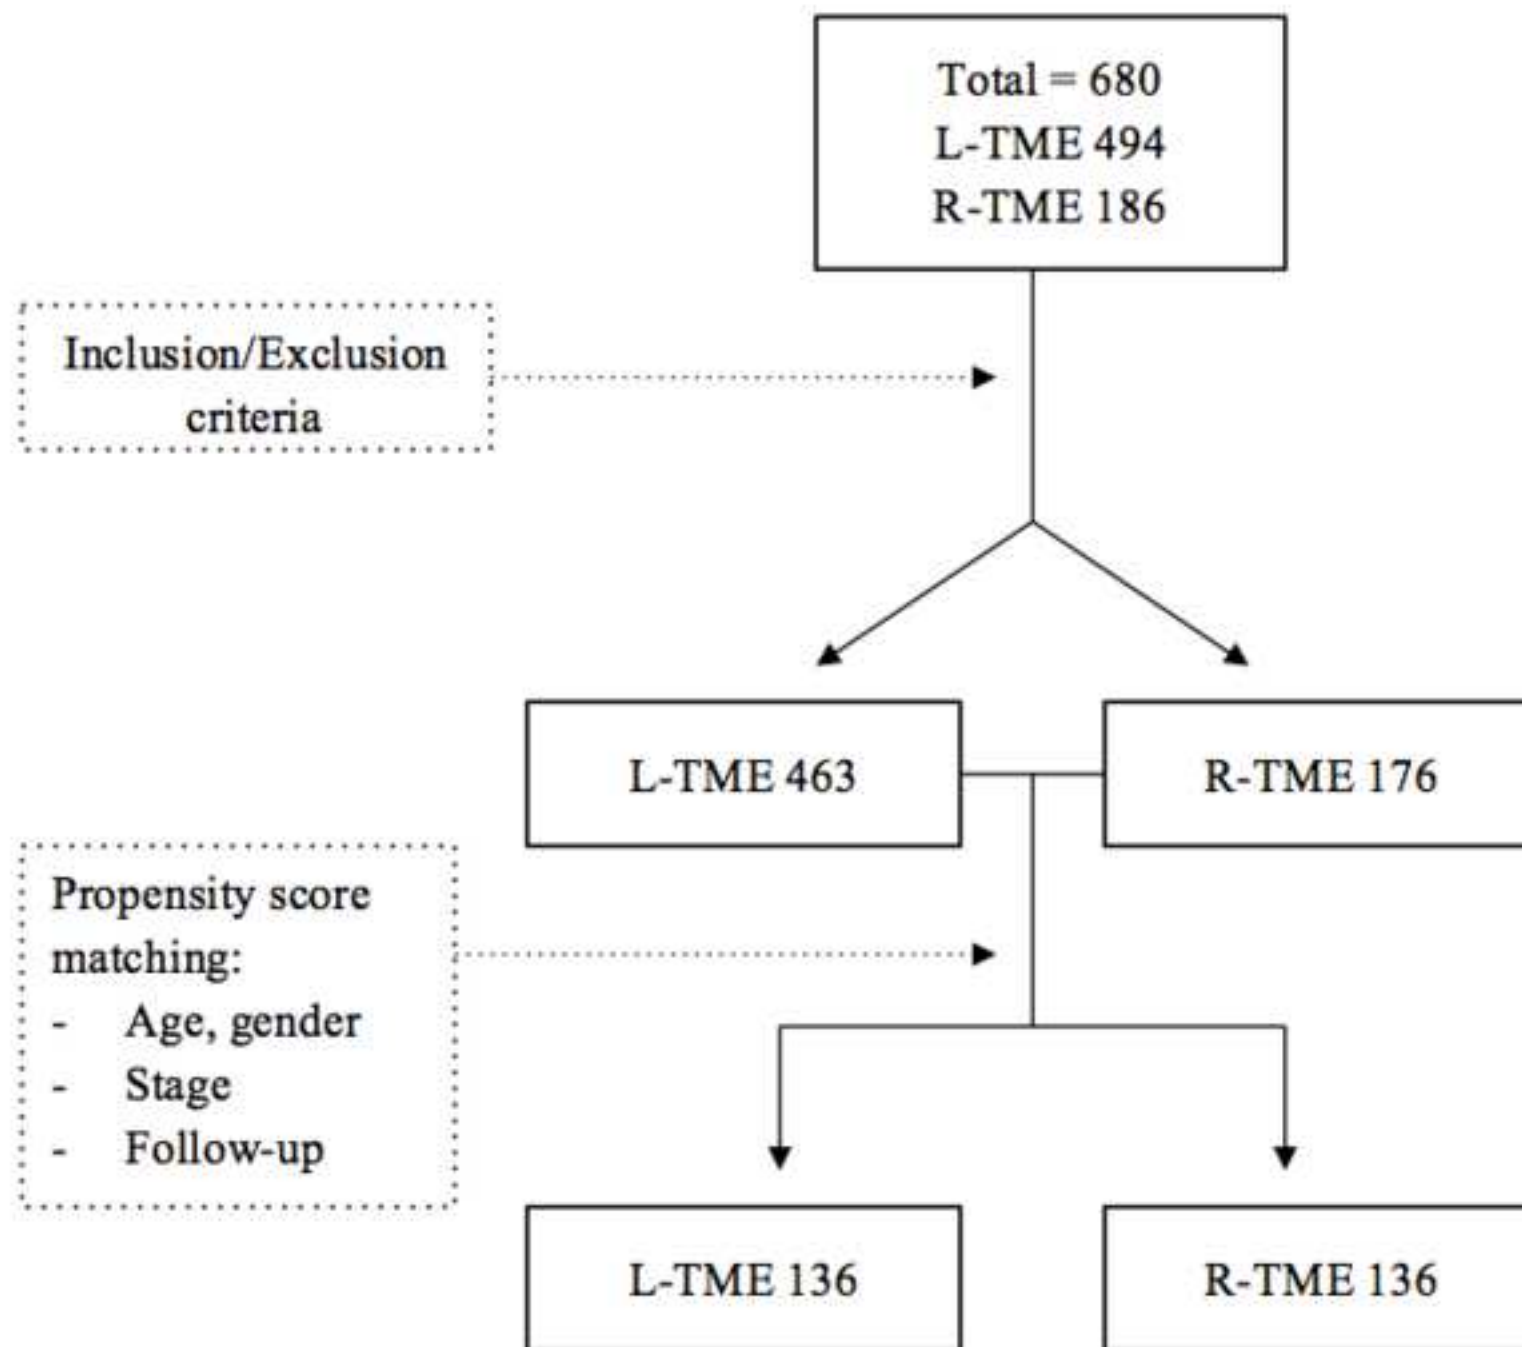 Total = 680
L-TME 494
R-TME 186
Inclusion/Exclusion
criteria
L-TME 463
R-TME 176
Propensity score
matching:
- Age, gender
- Stage
- Follow-up
L-TME 136
R-TME 136